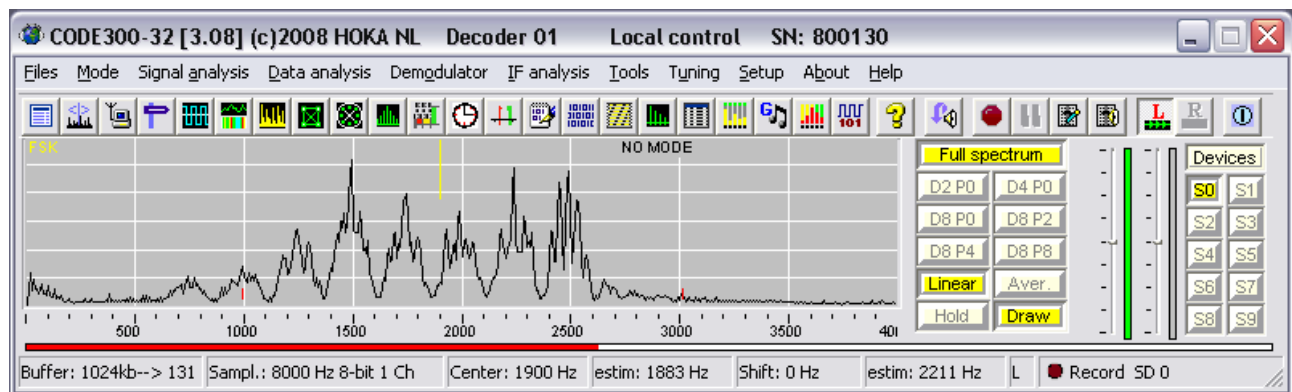 CODE300-32 [3.08] (c)2008 HOKA NL Decoder 01 Local control SN: 800130
Files Mode Signal analysis Data analysis Demodulator IF analysis Tools Tuning Setup About Help
G 101 L R
FSK NO MODE
Full spectrum Devices
D2 P0 D4 P0 S0 S1
D8 P0 D8 P2 S2 S3
D8 P4 D8 P8 S4 S5
Linear Aver. S6 S7
Hold Draw S8 S9
500 1000 1500 2000 2500 3000 3500 40
Buffer: 1024kb--> 131 Sampl.: 8000 Hz 8-bit 1 Ch Center: 1900 Hz estim: 1883 Hz Shift: 0 Hz estim: 2211 Hz L Record SD 0